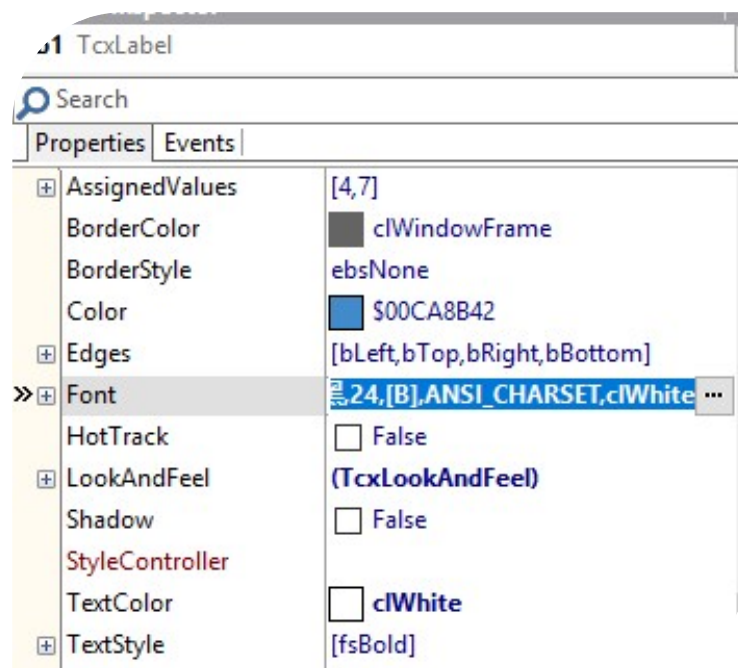 TcxLabel
Search
Properties Events
AssignedValues [4,7]
BorderColor clWindowFrame
BorderStyle ebsNone
Color $00CA8B42
Edges [bLeft,bTop,bRight,bBottom]
Font 黑,24,[B],ANSI_CHARSET,clWhite ...
HotTrack False
LookAndFeel (TcxLookAndFeel)
Shadow False
StyleController
TextColor clWhite
TextStyle [fsBold]